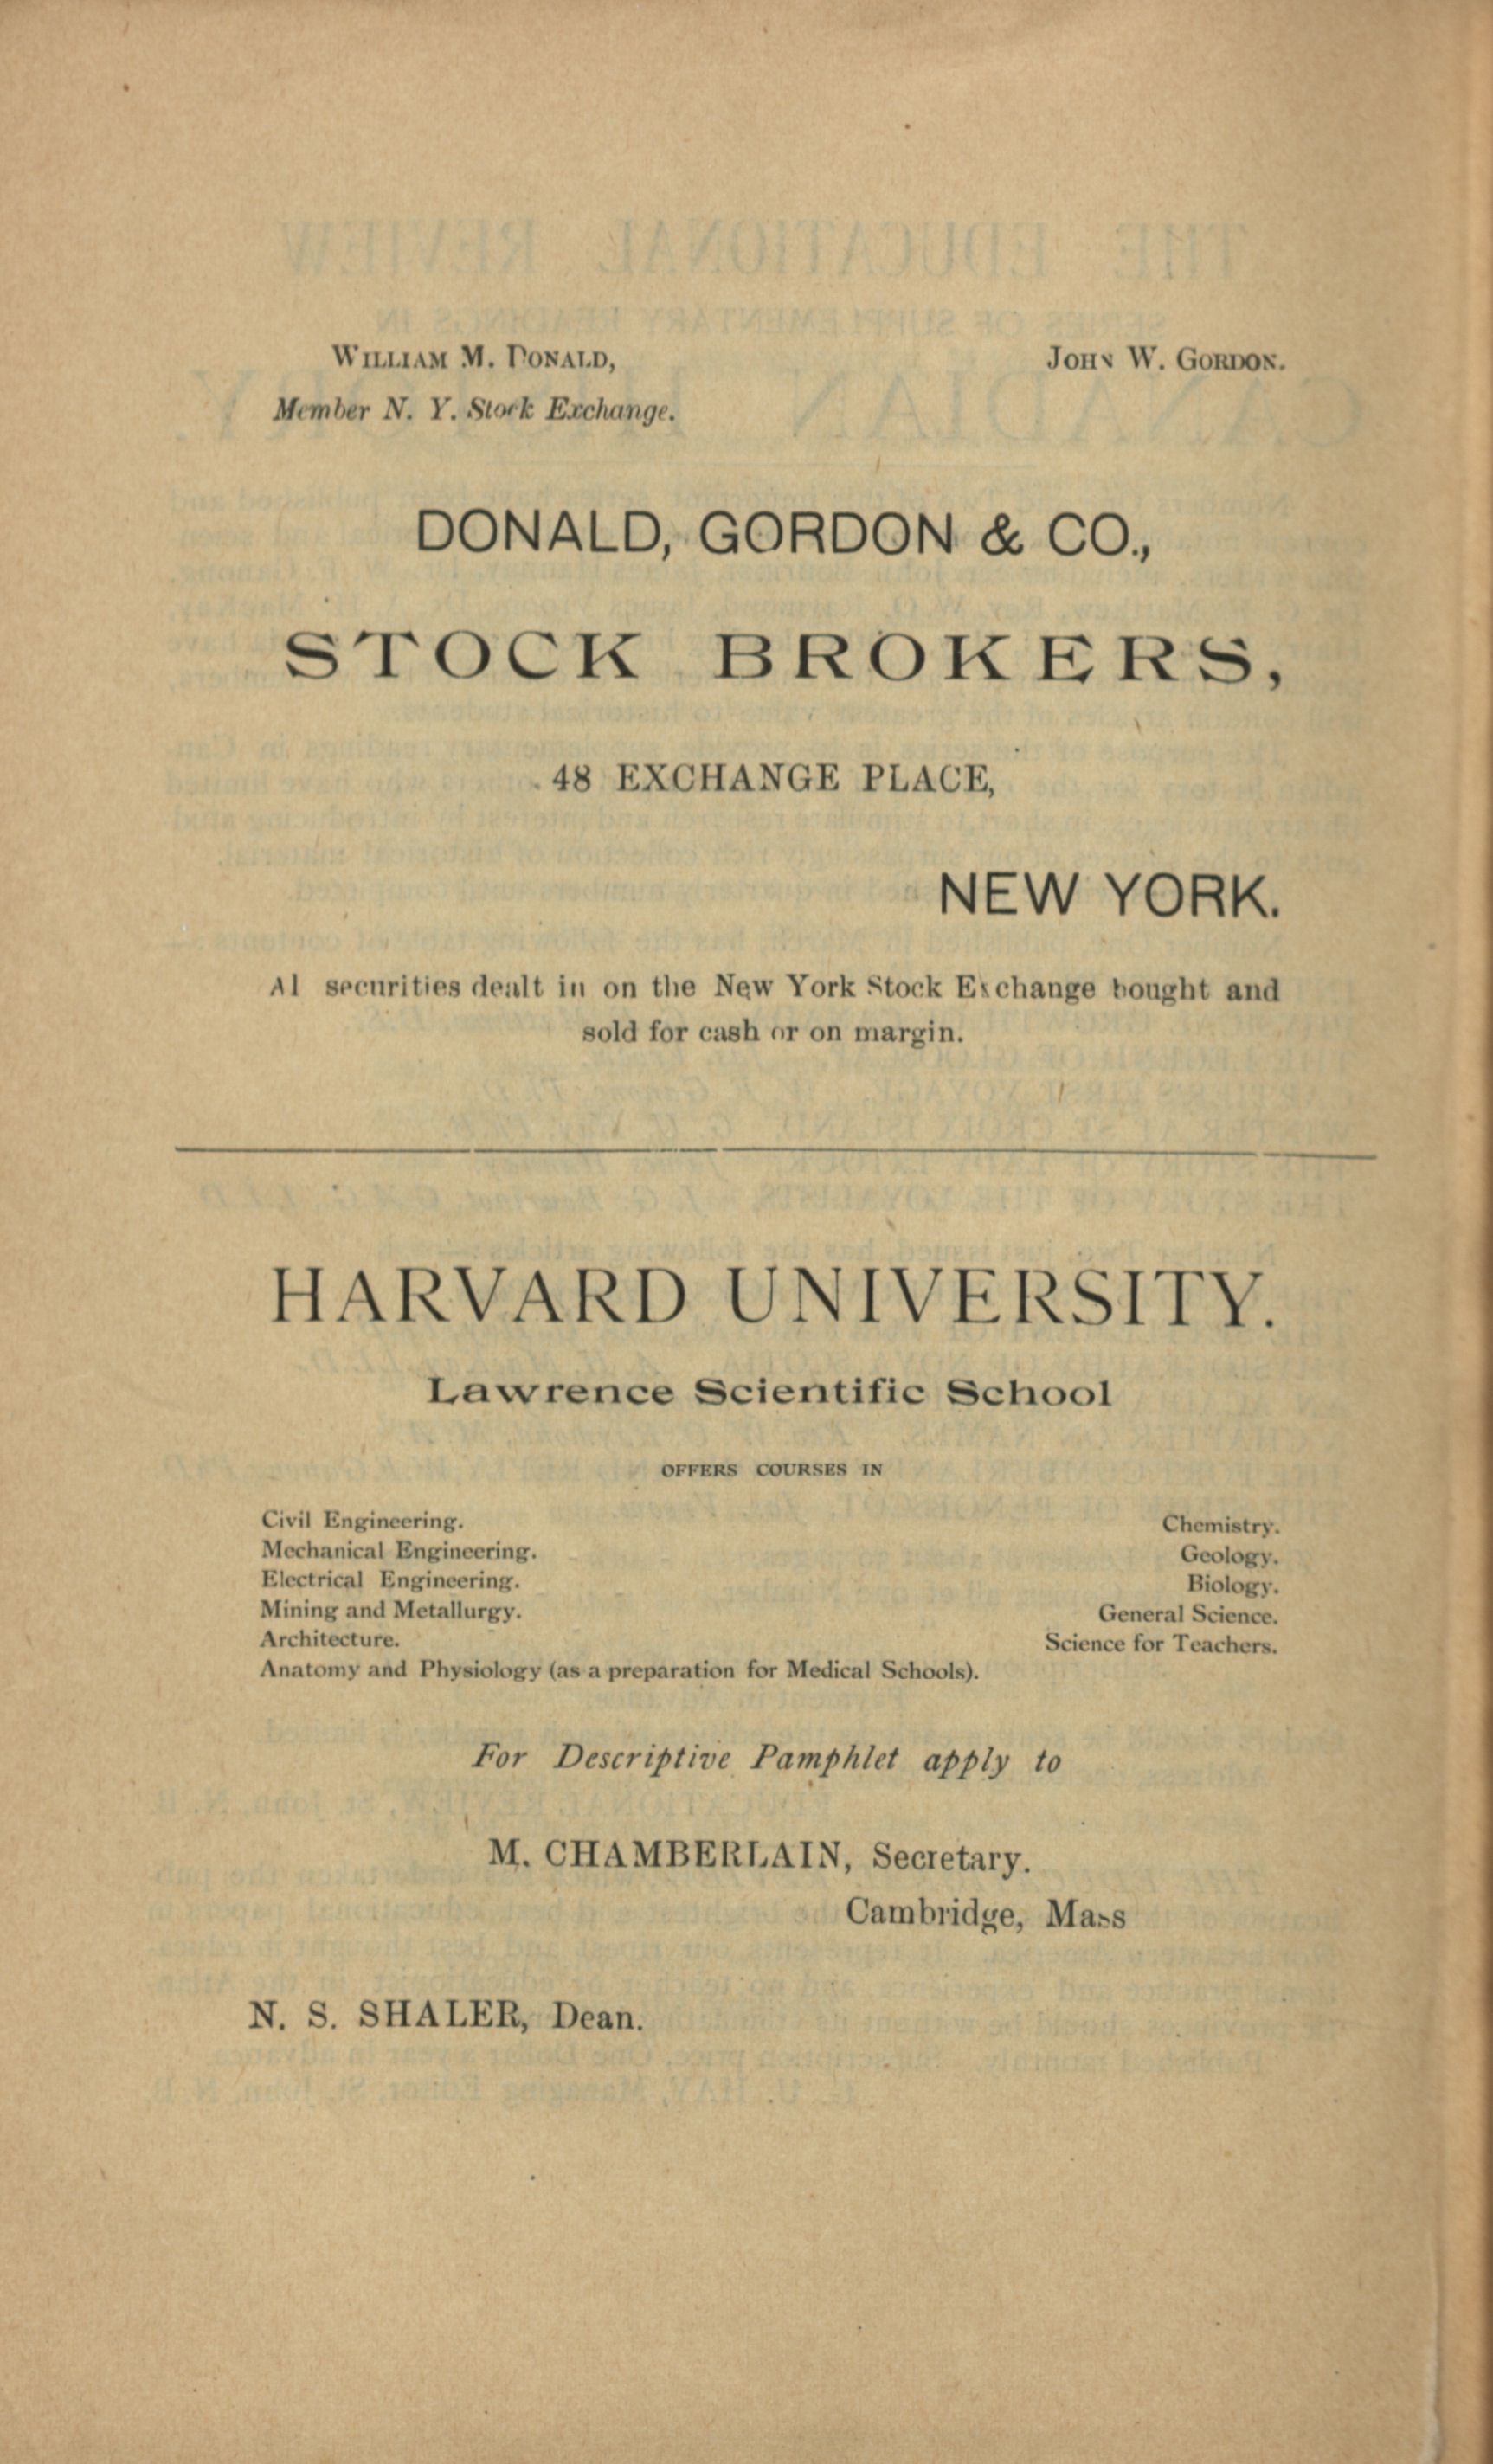 WILLIAM M. DONALD, JOHN W. GORDON.
Member N. Y. Stock Exchange.
DONALD, GORDON & CO.,
STOCK BROKERS,
48 EXCHANGE PLACE,
NEW YORK.
Al securities dealt in on the New York Stock Exchange bought and
sold for cash or on margin.
HARVARD UNIVERSITY.
Lawrence Scientific School
OFFERS COURSES IN
Civil Engineering. Chemistry.
Mechanical Engineering. Geology.
Electrical Engineering. Biology.
Mining and Metallurgy. General Science.
Architecture. Science for Teachers.
Anatomy and Physiology (as a preparation for Medical Schools).
For Descriptive Pamphlet apply to
M. CHAMBERLAIN, Secretary.
Cambridge, Mass
N. S. SHALER, Dean.